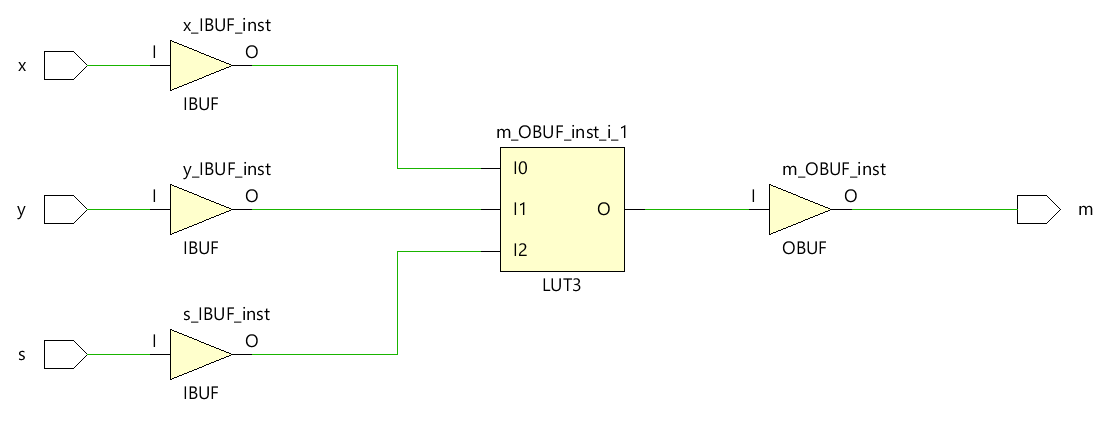 x_IBUF_inst
I
O
x
IBUF
m_OBUF_inst_i_1
y_IBUF_inst
I
O
y
IBUF
I0
I1
I2
O
LUT3
m_OBUF_inst
I
O
OBUF
m
s_IBUF_inst
I
O
s
IBUF